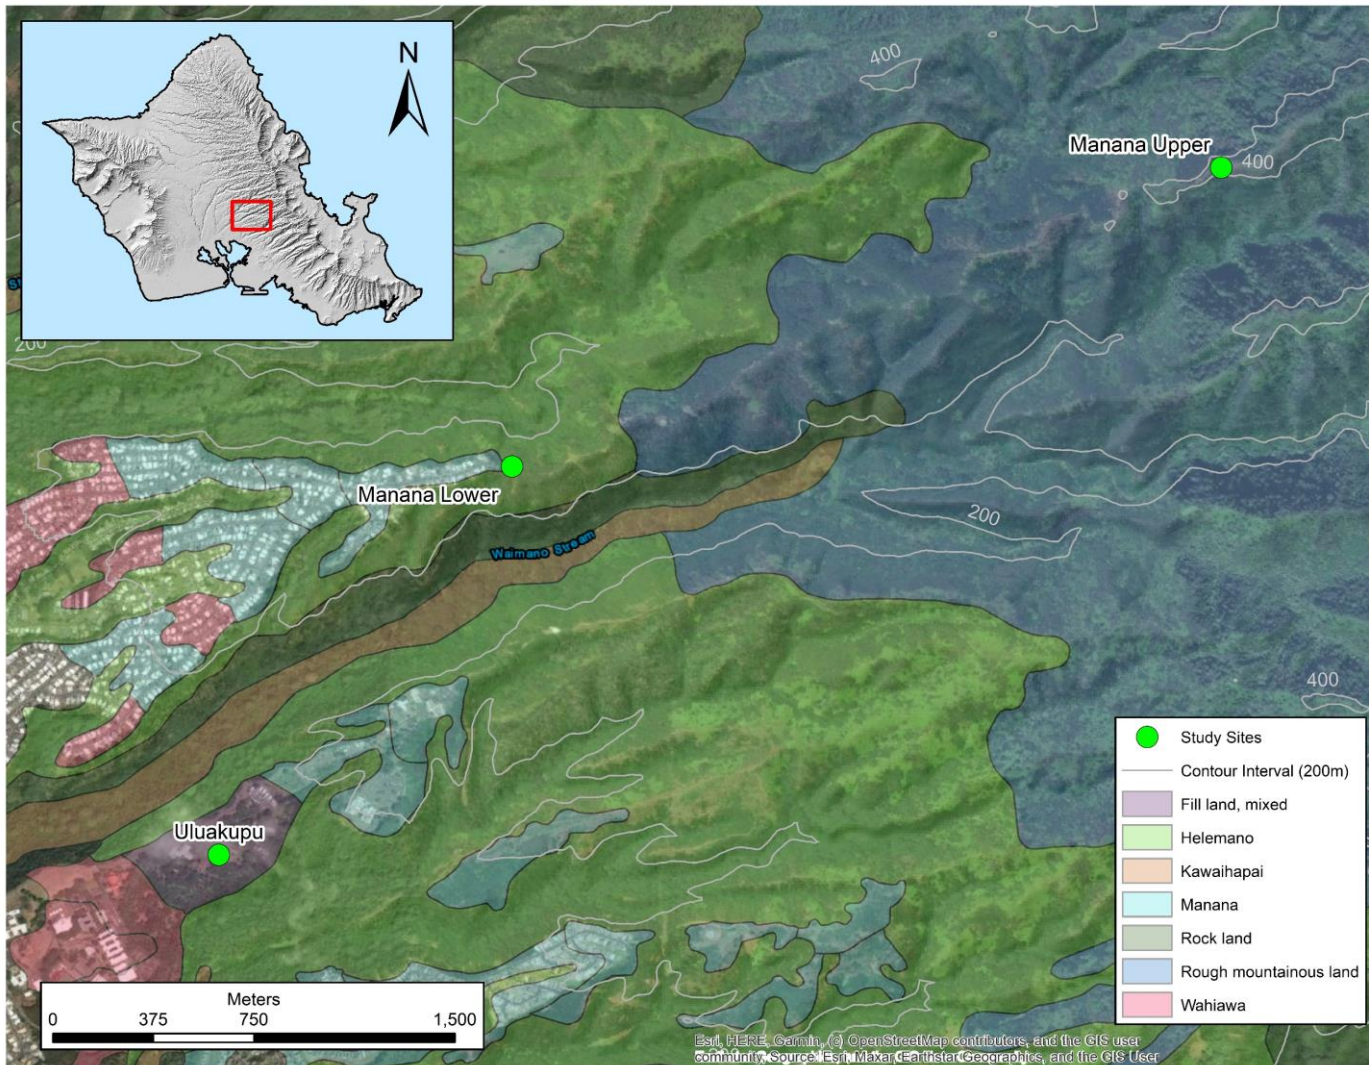 N
400
Manana Upper
400
200
Manana Lower
Waimano Stream
200
400
Uluakupu
Study Sites
Contour Interval (200m)
Fill land, mixed
Helemano
Kawaihapai
Manana
Rock land
Rough mountainous land
Wahiawa
Meters
0 375 750 1,500
Esri, HERE, Garmin, (c) OpenStreetMap contributors, and the GIS user
community, Source: Esri, Maxar, Earthstar Geographics, and the GIS User